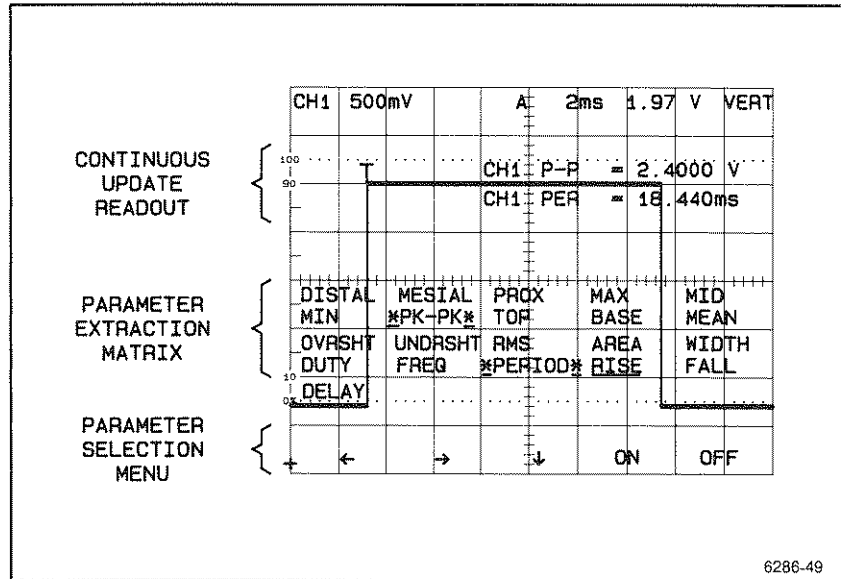 CH1 500mV A 2ms 1.97 V VERT
CONTINUOUS
UPDATE
READOUT
100
90
CH1 P-P = 2.4000 V
CH1 PER = 18.440ms
PARAMETER
EXTRACTION
MATRIX
DISTAL MESIAL PROX MAX MID
MIN *PK-PK* TOP BASE MEAN
OVRSHT UNDRSHT RMS AREA WIDTH
DUTY FREQ *PERIOD* RISE FALL
10
DELAY
0%
PARAMETER
SELECTION
MENU
← → ↓ ON OFF
6286-49